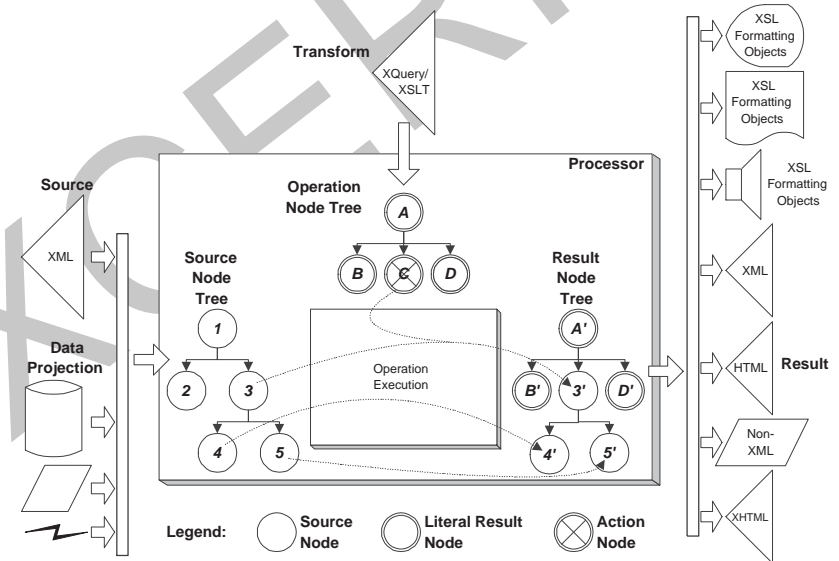 XCERP
Transform
XQuery/
XSLT
Processor
Source
XML
Data
Projection
Operation
Node Tree
A
B
C
D
Source
Node
Tree
1
2
3
4
5
Operation
Execution
Result
Node
Tree
A'
B'
3'
D'
4'
5'
XSL
Formatting
Objects
XSL
Formatting
Objects
XSL
Formatting
Objects
XML
HTML
Result
Non-
XML
XHTML
Legend:
Source
Node
Literal Result
Node
Action
Node